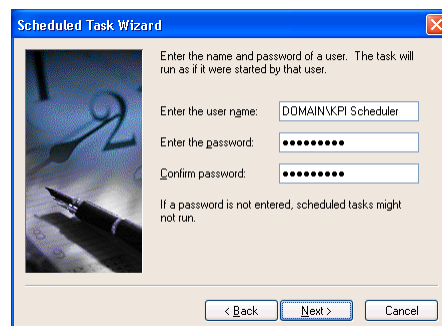 Scheduled Task Wizard
Enter the name and password of a user. The task will
run as if it were started by that user.
Enter the user name: DOMAIN\KPI Scheduler
Enter the password: ●●●●●●●●●
Confirm password: ●●●●●●●●●
If a password is not entered, scheduled tasks might
not run.
< Back Next > Cancel